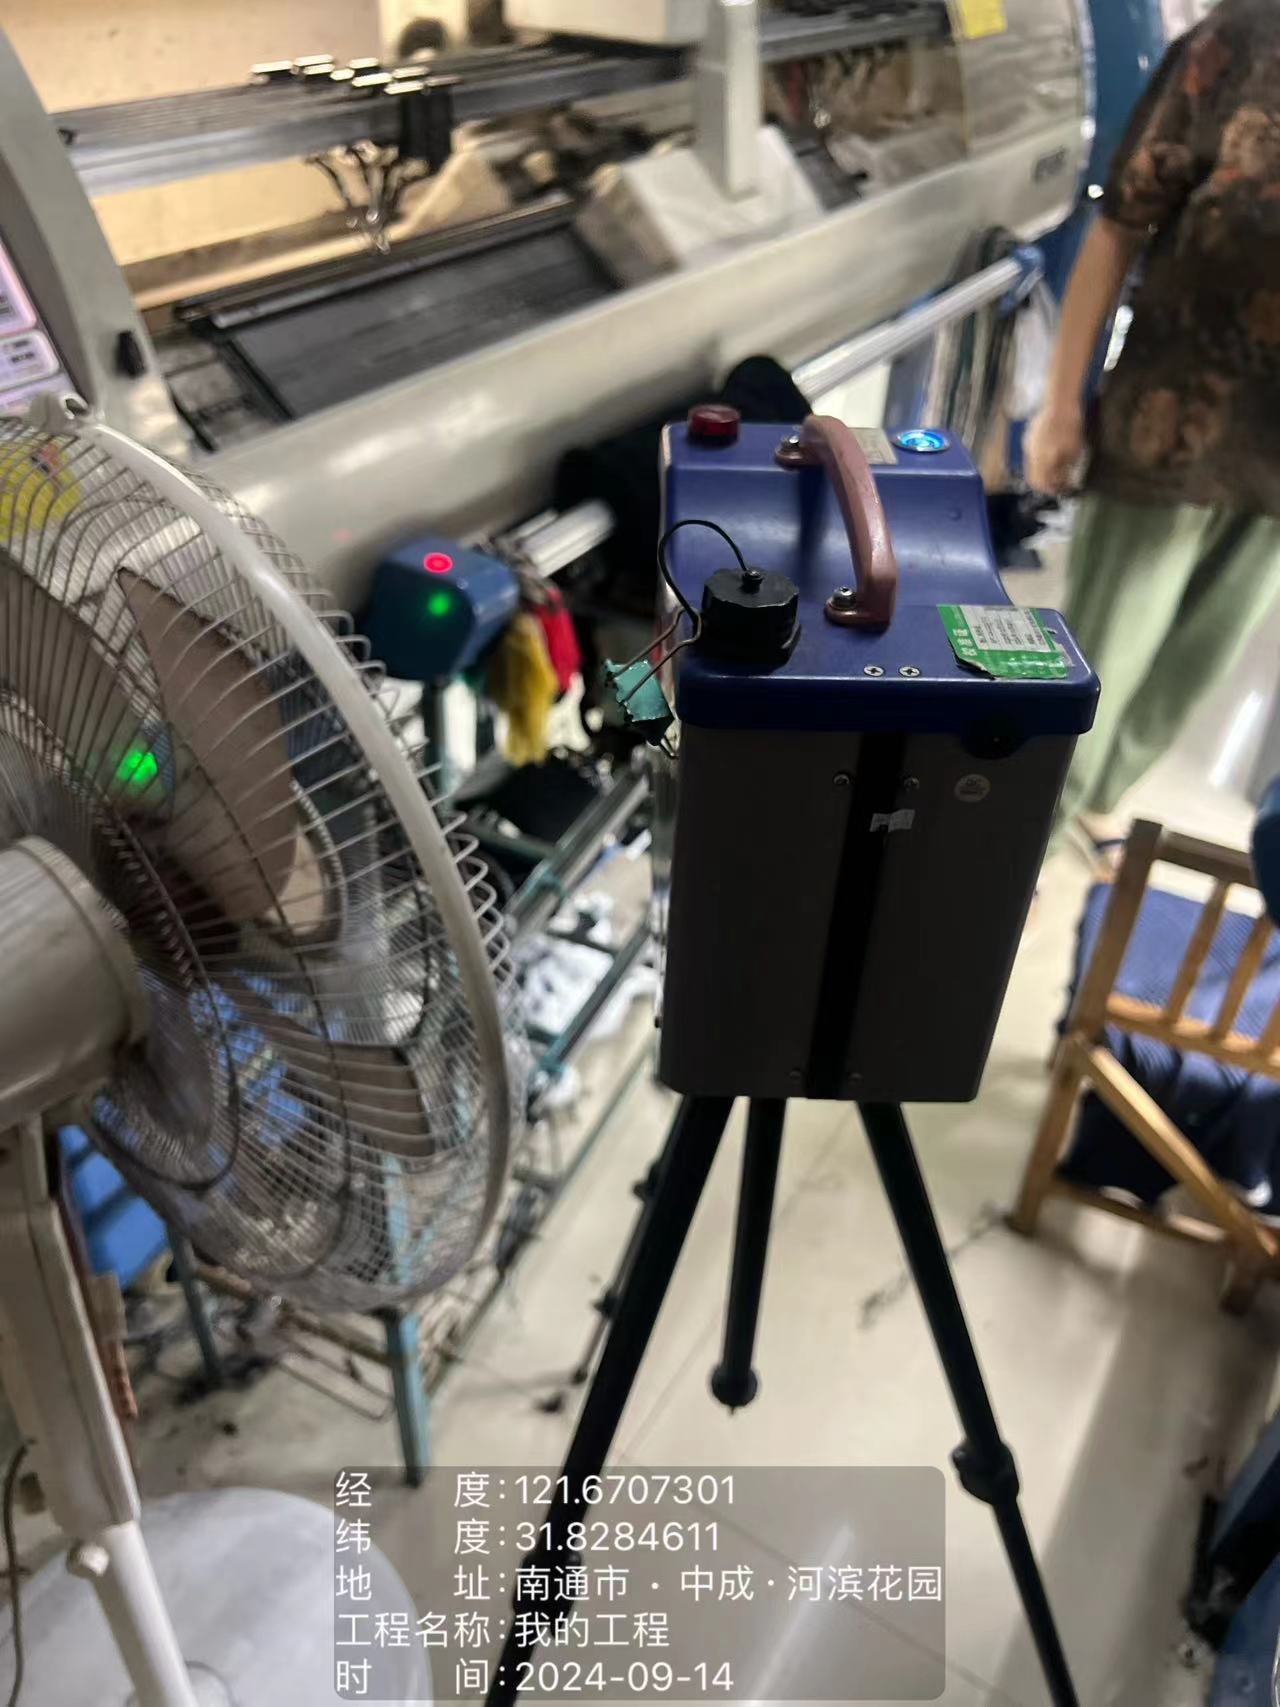 经 度:121.6707301
纬 度:31.8284611
地 址:南通市·中成·河滨花园
工程名称:我的工程
时 间:2024-09-14